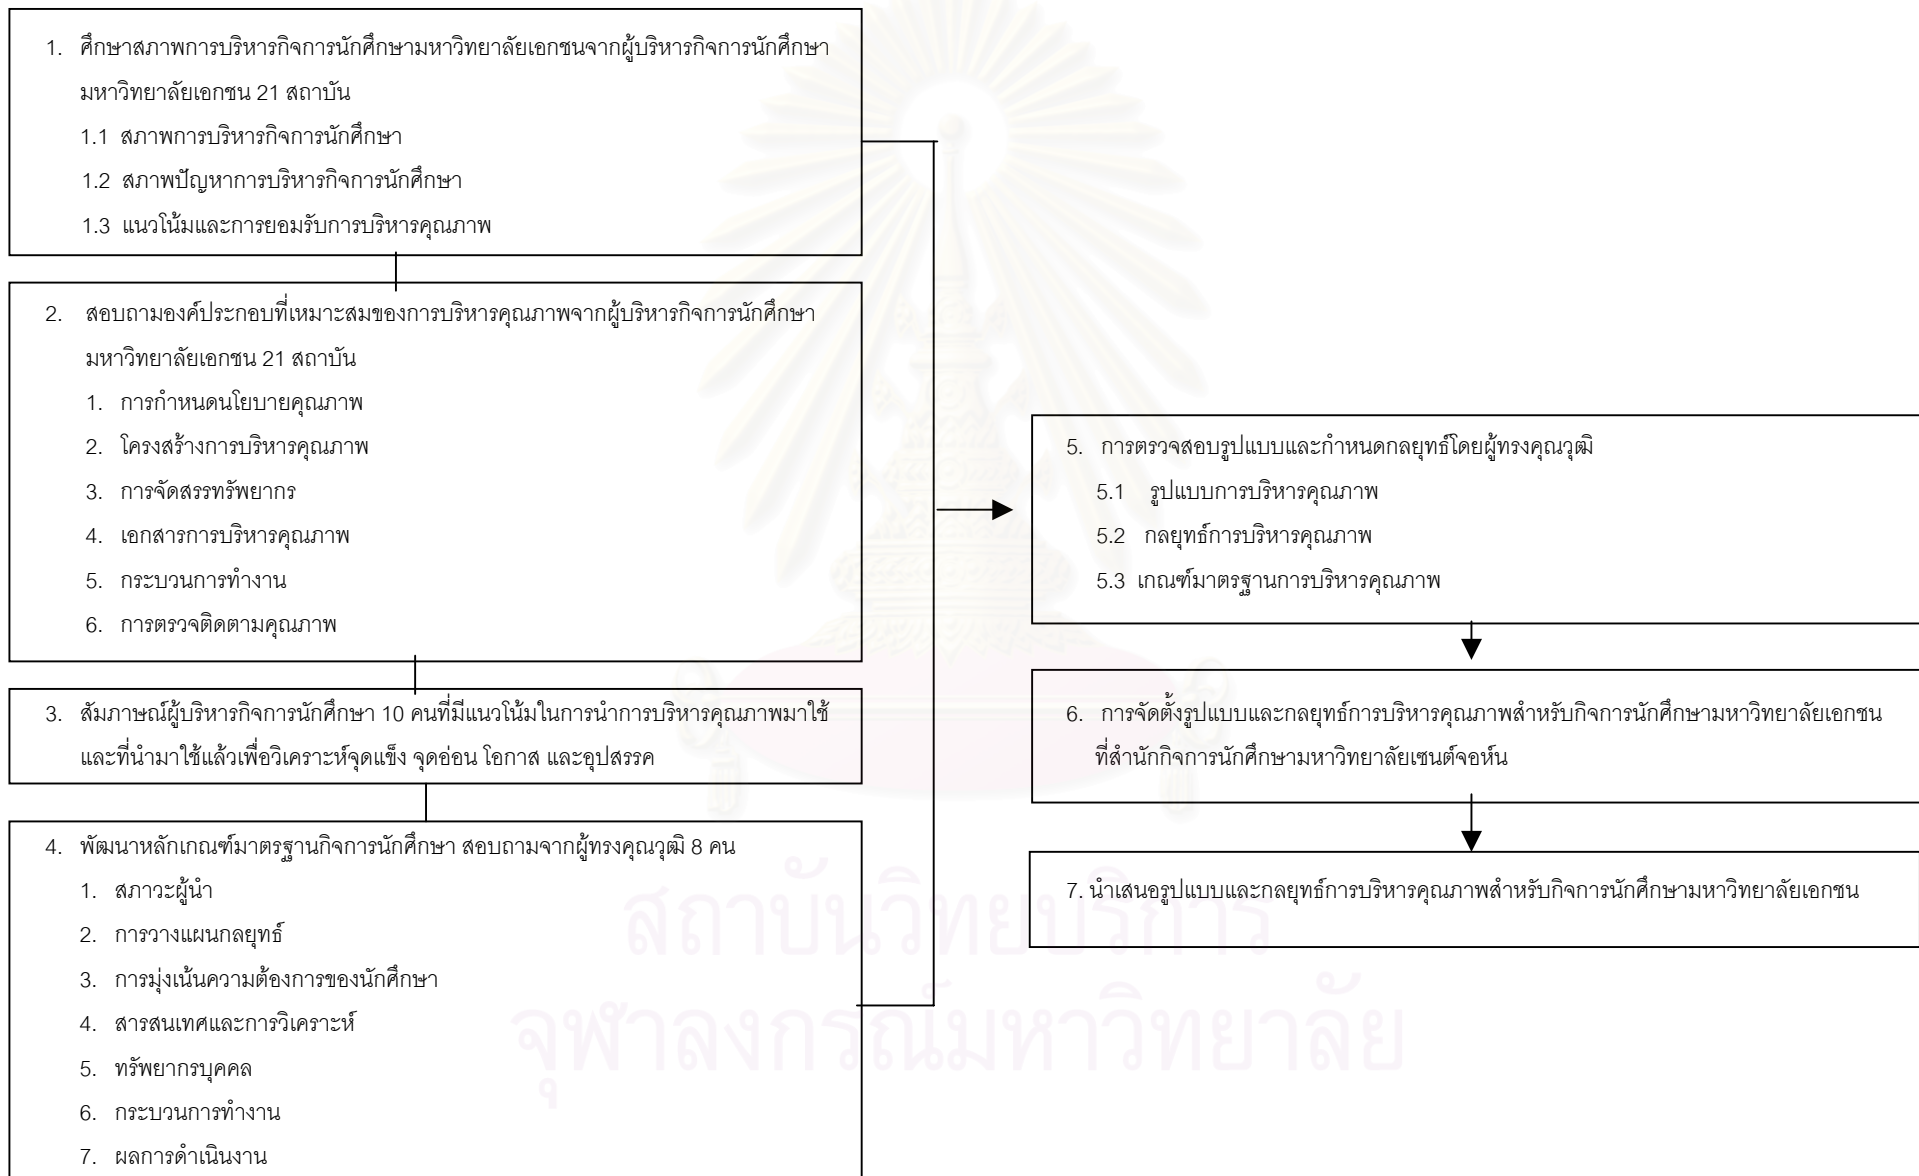 1. ศึกษาสภาพการบริหารกิจการนักศึกษามหาวิทยาลัยเอกชนจากผู้บริหารกิจการนักศึกษา
มหาวิทยาลัยเอกชน 21 สถาบัน
1.1 สภาพการบริหารกิจการนักศึกษา
1.2 สภาพปัญหาการบริหารกิจการนักศึกษา
1.3 แนวโน้มและการยอมรับการบริหารคุณภาพ
2. สอบถามองค์ประกอบที่เหมาะสมของการบริหารคุณภาพจากผู้บริหารกิจการนักศึกษา
มหาวิทยาลัยเอกชน 21 สถาบัน
1. การกำหนดนโยบายคุณภาพ
2. โครงสร้างการบริหารคุณภาพ
3. การจัดสรรทรัพยากร
4. เอกสารการบริหารคุณภาพ
5. กระบวนการทำงาน
6. การตรวจติดตามคุณภาพ
3. สัมภาษณ์ผู้บริหารกิจการนักศึกษา 10 คนที่มีแนวโน้มในการนำการบริหารคุณภาพมาใช้
และที่นำมาใช้แล้วเพื่อวิเคราะห์จุดแข็ง จุดอ่อน โอกาส และอุปสรรค
4. พัฒนาหลักเกณฑ์มาตรฐานกิจการนักศึกษา สอบถามจากผู้ทรงคุณวุฒิ 8 คน
1. สภาวะผู้นำ
2. การวางแผนกลยุทธ์
3. การมุ่งเน้นความต้องการของนักศึกษา
4. สารสนเทศและการวิเคราะห์
5. ทรัพยากรบุคคล
6. กระบวนการทำงาน
7. ผลการดำเนินงาน
5. การตรวจสอบรูปแบบและกำหนดกลยุทธ์โดยผู้ทรงคุณวุฒิ
5.1 รูปแบบการบริหารคุณภาพ
5.2 กลยุทธ์การบริหารคุณภาพ
5.3 เกณฑ์มาตรฐานการบริหารคุณภาพ
6. การจัดตั้งรูปแบบและกลยุทธ์การบริหารคุณภาพสำหรับกิจการนักศึกษามหาวิทยาลัยเอกชน
ที่สำนักกิจการนักศึกษามหาวิทยาลัยเซนต์จอห์น
7. นำเสนอรูปแบบและกลยุทธ์การบริหารคุณภาพสำหรับกิจการนักศึกษามหาวิทยาลัยเอกชน
สถาบันวิทยบริการ
จุฬาลงกรณ์มหาวิทยาลัย